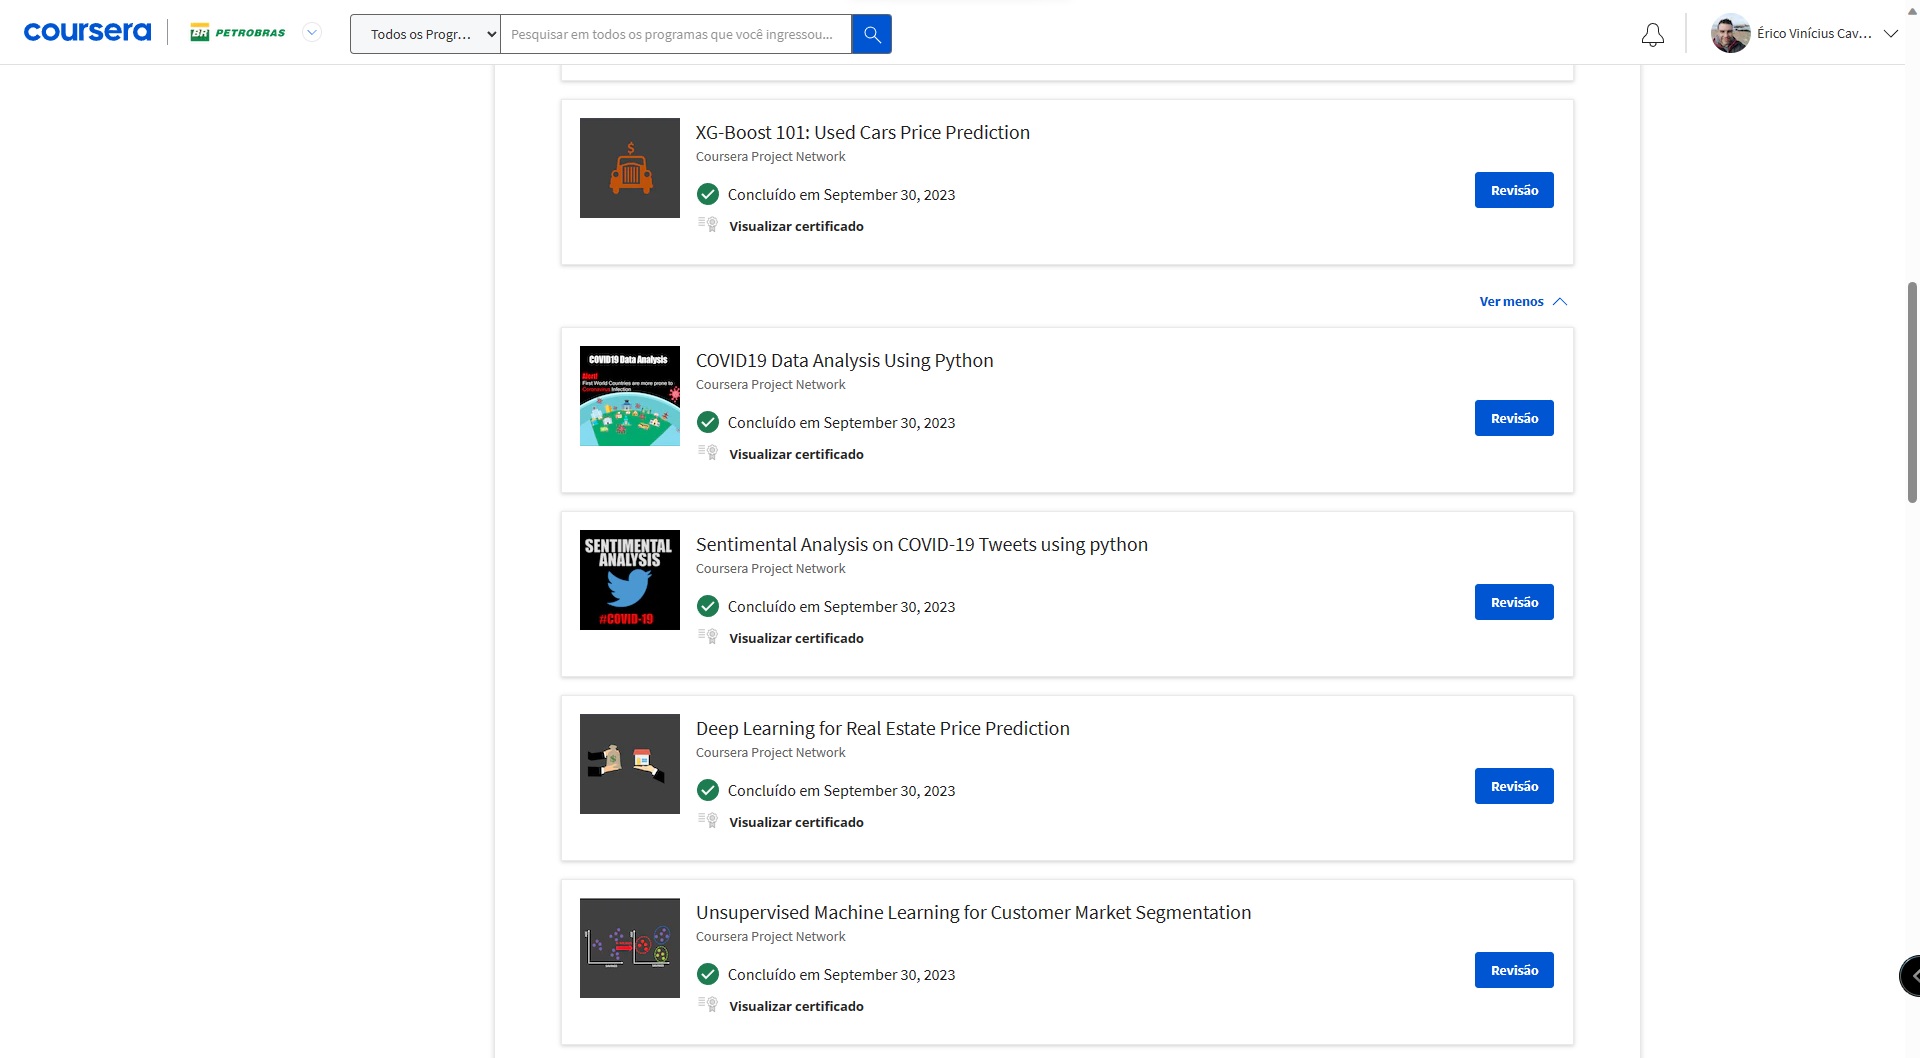 coursera
BR PETROBRAS
Todos os Progr...
Pesquisar em todos os programas que você ingressou...
Érico Vinícius Cav...
XG-Boost 101: Used Cars Price Prediction
Coursera Project Network
Concluído em September 30, 2023
Visualizar certificado
Revisão
Ver menos
COVID19 Data Analysis
Alert!
First World Countries are more prone to
Coronavirus Infection
COVID19 Data Analysis Using Python
Coursera Project Network
Concluído em September 30, 2023
Visualizar certificado
Revisão
SENTIMENTAL
ANALYSIS
#COVID-19
Sentimental Analysis on COVID-19 Tweets using python
Coursera Project Network
Concluído em September 30, 2023
Visualizar certificado
Revisão
Deep Learning for Real Estate Price Prediction
Coursera Project Network
Concluído em September 30, 2023
Visualizar certificado
Revisão
Unsupervised Machine Learning for Customer Market Segmentation
Coursera Project Network
Concluído em September 30, 2023
Visualizar certificado
Revisão